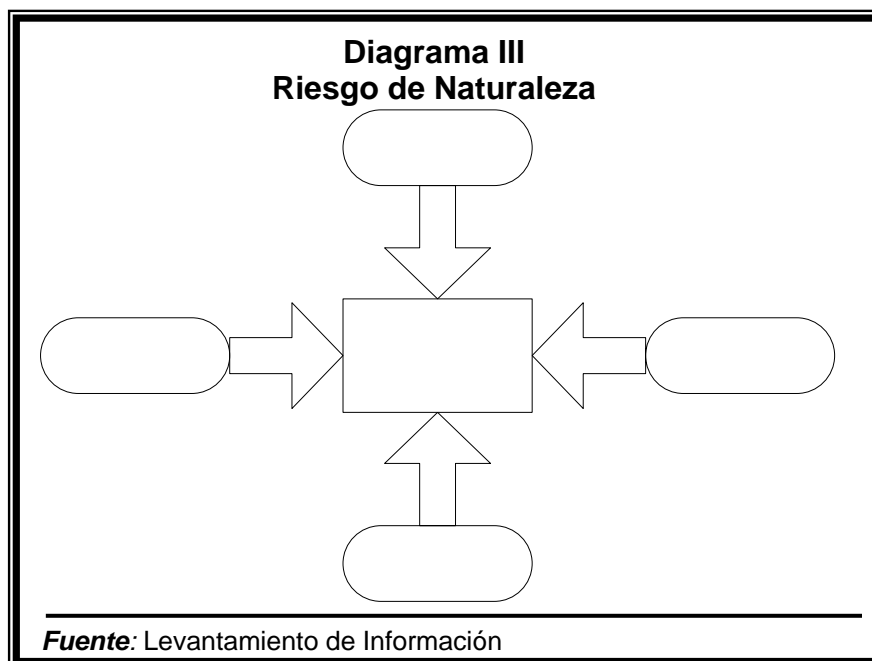 Diagrama III
Riesgo de Naturaleza
Fuente: Levantamiento de Información